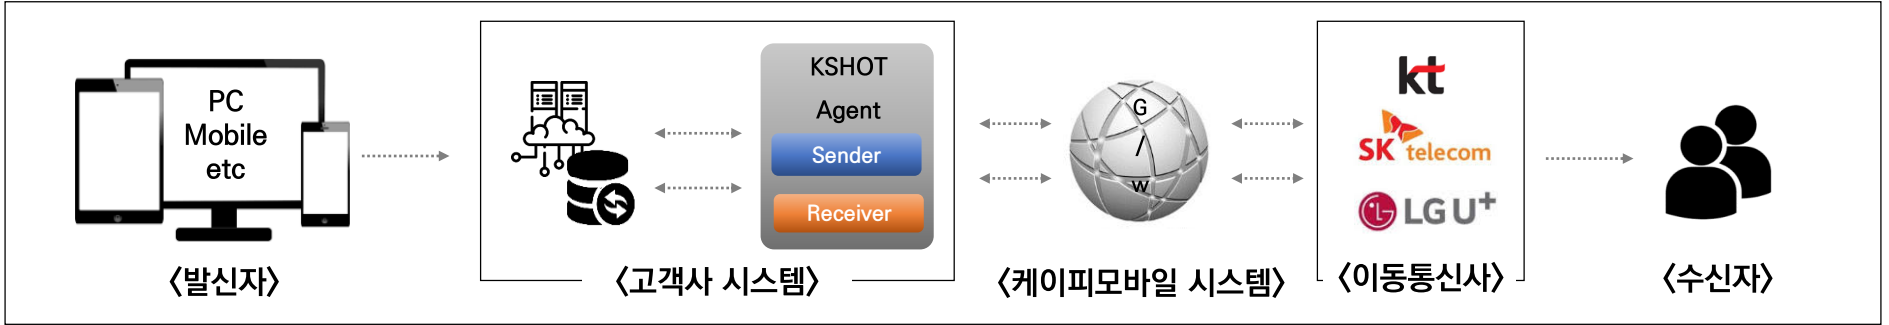 PC
Mobile
etc
<발신자>
KSHOT
Agent
Sender
Receiver
<고객사 시스템>
G
/
W
<케이피모바일 시스템>
kt
SK telecom
LG U+
<이동통신사>
<수신자>